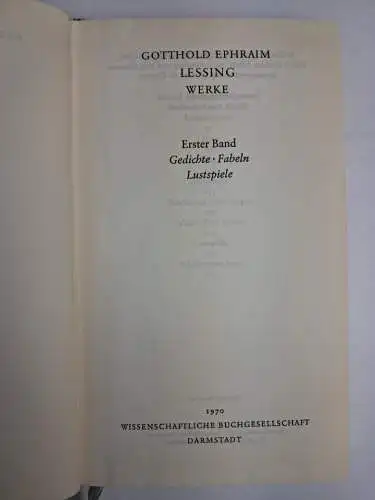 GOTTHOLD EPHRAIM
LESSING
WERKE
Erster Band
Gedichte · Fabeln
Lustspiele
1970
WISSENSCHAFTLICHE BUCHGESELLSCHAFT
DARMSTADT